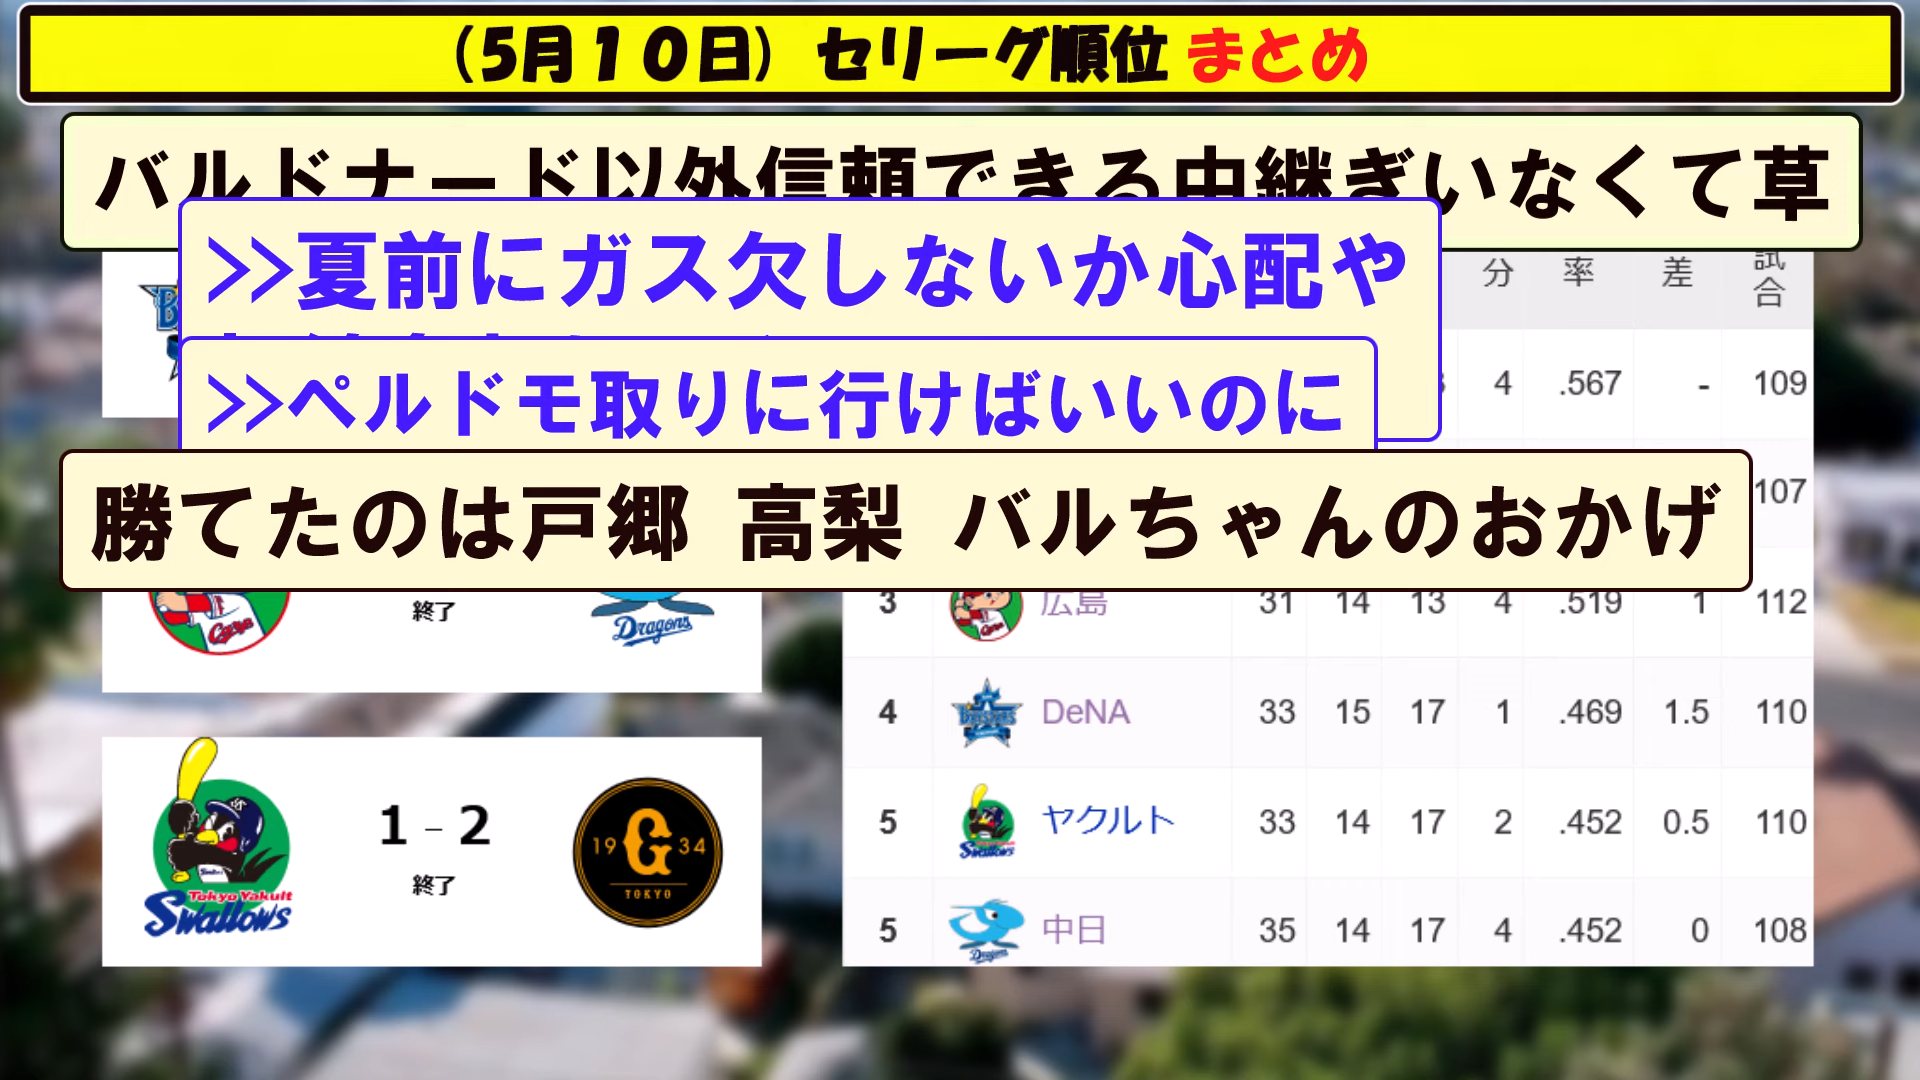 （5月１０日）セリーグ順位 まとめ
バルドナード以外信頼できる中継ぎいなくて草
>>夏前にガス欠しないか心配や
>>ペルドモ取りに行けばいいのに
勝てたのは戸郷 高梨 バルちゃんのおかげ
分 率 差 試合
4 .567 - 109
107
3 広島 31 14 13 4 .519 1 112
4 DeNA 33 15 17 1 .469 1.5 110
5 ヤクルト 33 14 17 2 .452 0.5 110
5 中日 35 14 17 4 .452 0 108
終了
Carp
Dragons
1 - 2
終了
Tokyo Yakult
Swallows
19 G 34
TOKYO